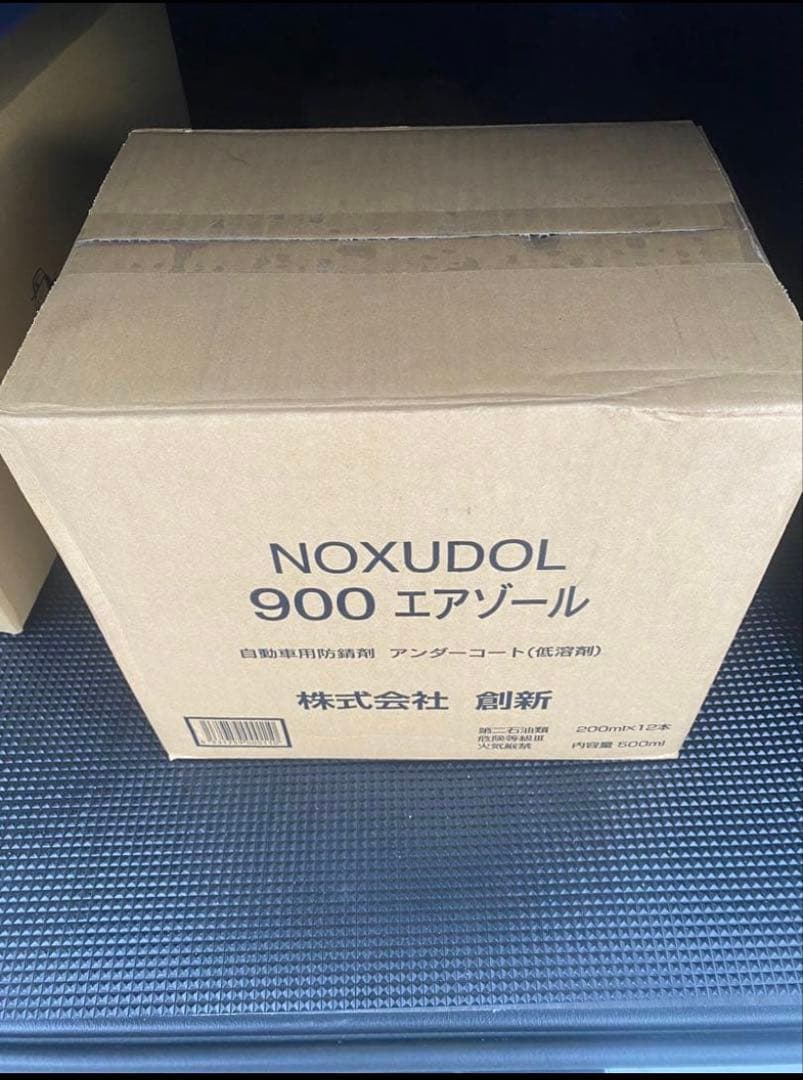 NOXUDOL
900 エアゾール
自動車用防錆剤 アンダーコート(低溶剤)
株式会社 創新
第二石油類
危険等級Ⅲ
火気厳禁
200ml×12本
内容量 500ml